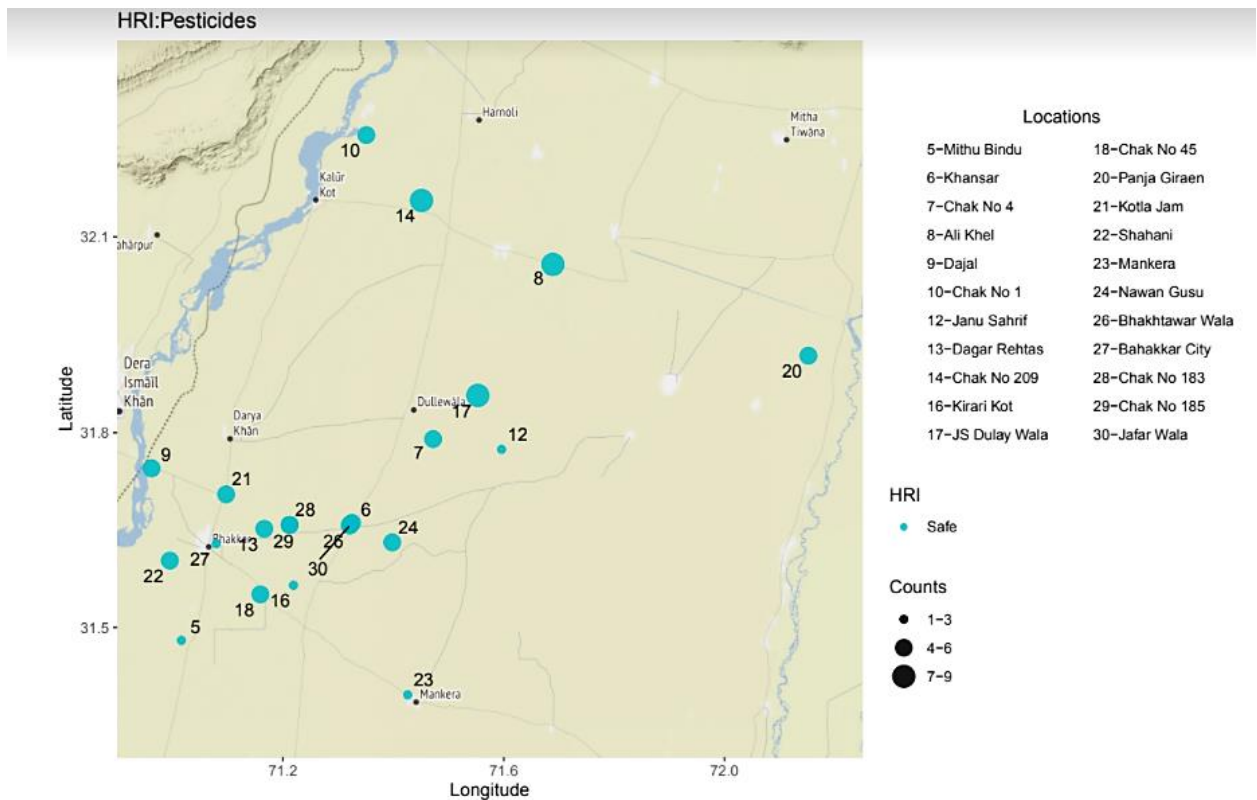 HRI:Pesticides
Harnoli
Mitha
Tiwāna
10
Kalūr
Kot
14
32.1
ahārpur
8
20
Dera
Ismāīl
Khān
Dullewāla
17
Darya
Khān
12
7
31.8
9
21
28
6
24
Bhakkar
13
29
26
27
30
22
18
16
5
31.5
23
Mankera
71.2
71.6
72.0
Latitude
Longitude
Locations
5−Mithu Bindu
6−Khansar
7−Chak No 4
8−Ali Khel
9−Dajal
10−Chak No 1
12−Janu Sahrif
13−Dagar Rehtas
14−Chak No 209
16−Kirari Kot
17−JS Dulay Wala
18−Chak No 45
20−Panja Giraen
21−Kotla Jam
22−Shahani
23−Mankera
24−Nawan Gusu
26−Bhakhtawar Wala
27−Bahakkar City
28−Chak No 183
29−Chak No 185
30−Jafar Wala
HRI
Safe
Counts
1−3
4−6
7−9